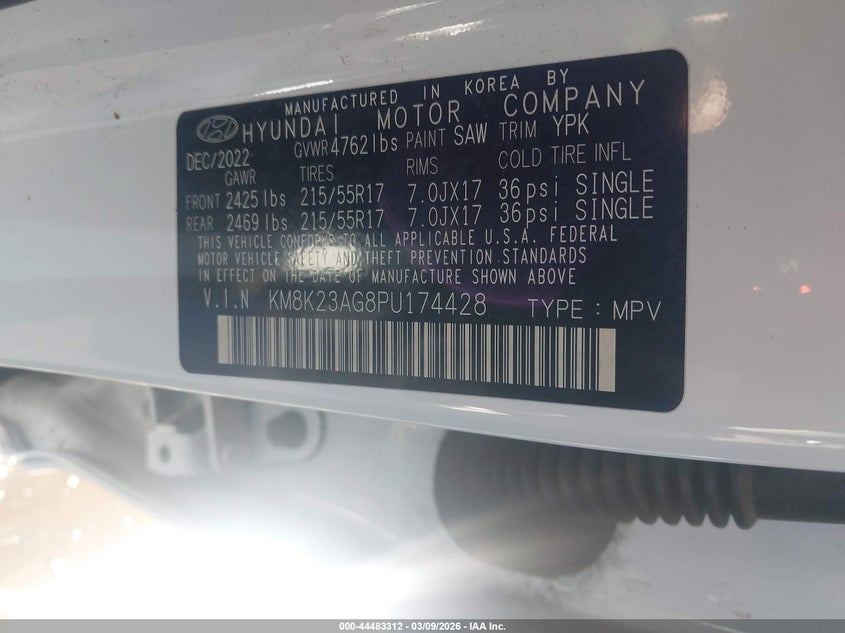 MANUFACTURED IN KOREA BY
HYUNDAI MOTOR COMPANY
DEC/2022 GVWR 4762lbs PAINT SAW TRIM YPK
GAWR TIRES RIMS COLD TIRE INFL
FRONT 2425 lbs 215/55R17 7.0JX17 36psi SINGLE
REAR 2469 lbs 215/55R17 7.0JX17 36psi SINGLE
THIS VEHICLE CONFORMS TO ALL APPLICABLE U.S.A. FEDERAL
MOTOR VEHICLE SAFETY AND THEFT PREVENTION STANDARDS
IN EFFECT ON THE DATE OF MANUFACTURE SHOWN ABOVE
V.I.N KM8K23AG8PU174428 TYPE : MPV
000-44483312 - 03/09/2026 - IAA Inc.